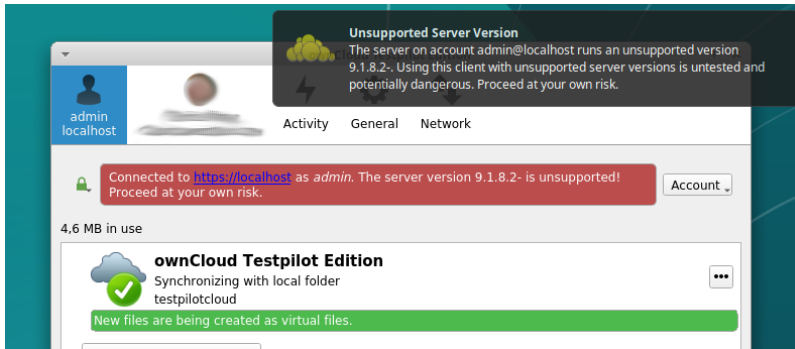 Unsupported Server Version
The server on account admin@localhost runs an unsupported version
9.1.8.2-. Using this client with unsupported server versions is untested and
potentially dangerous. Proceed at your own risk.
admin
localhost
Activity
General
Network
Connected to https://localhost as admin. The server version 9.1.8.2- is unsupported!
Proceed at your own risk.
Account
4,6 MB in use
ownCloud Testpilot Edition
Synchronizing with local folder
testpilotcloud
New files are being created as virtual files.